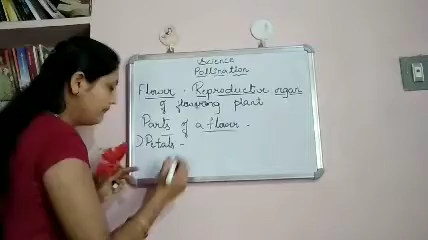 Science
Pollination
Flower - Reproductive organ
of flowering plant
Parts of a flower -
1) Petals -